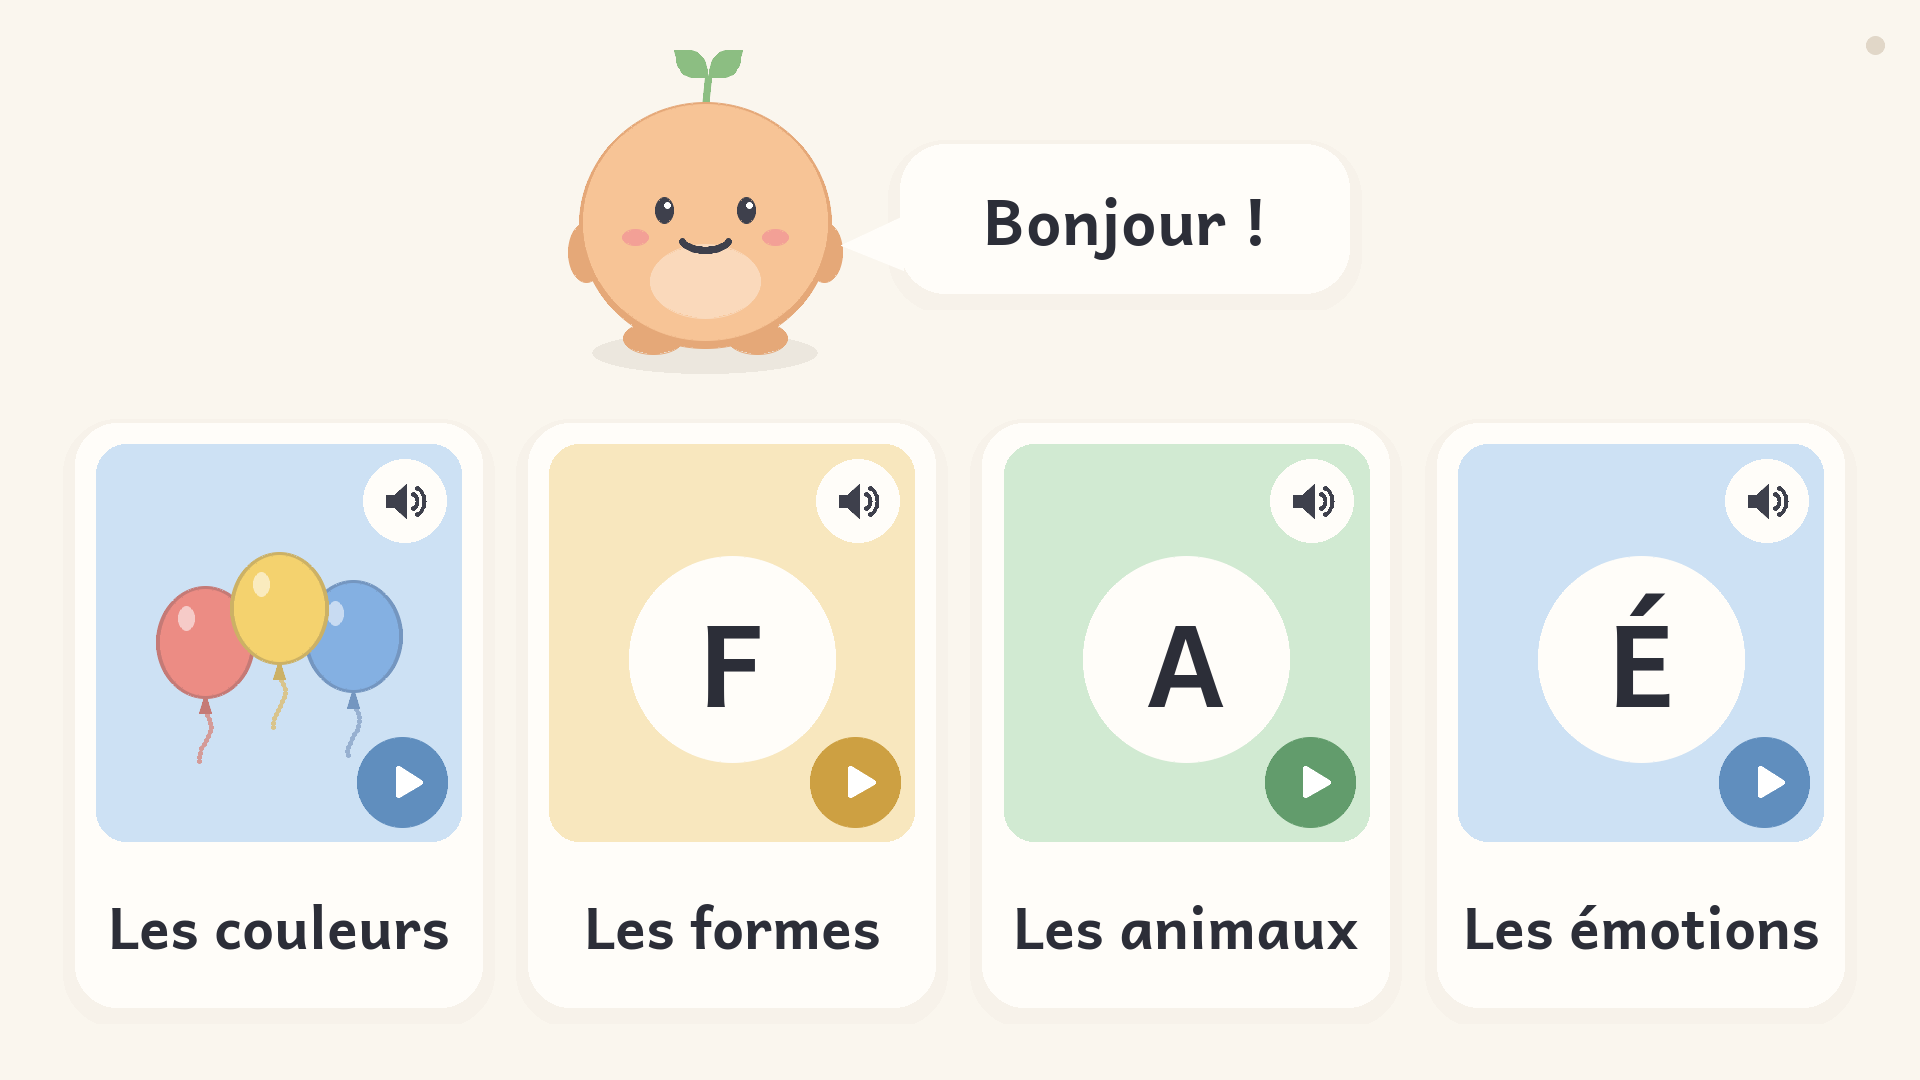 Bonjour !
F
A
É
Les couleurs
Les formes
Les animaux
Les émotions